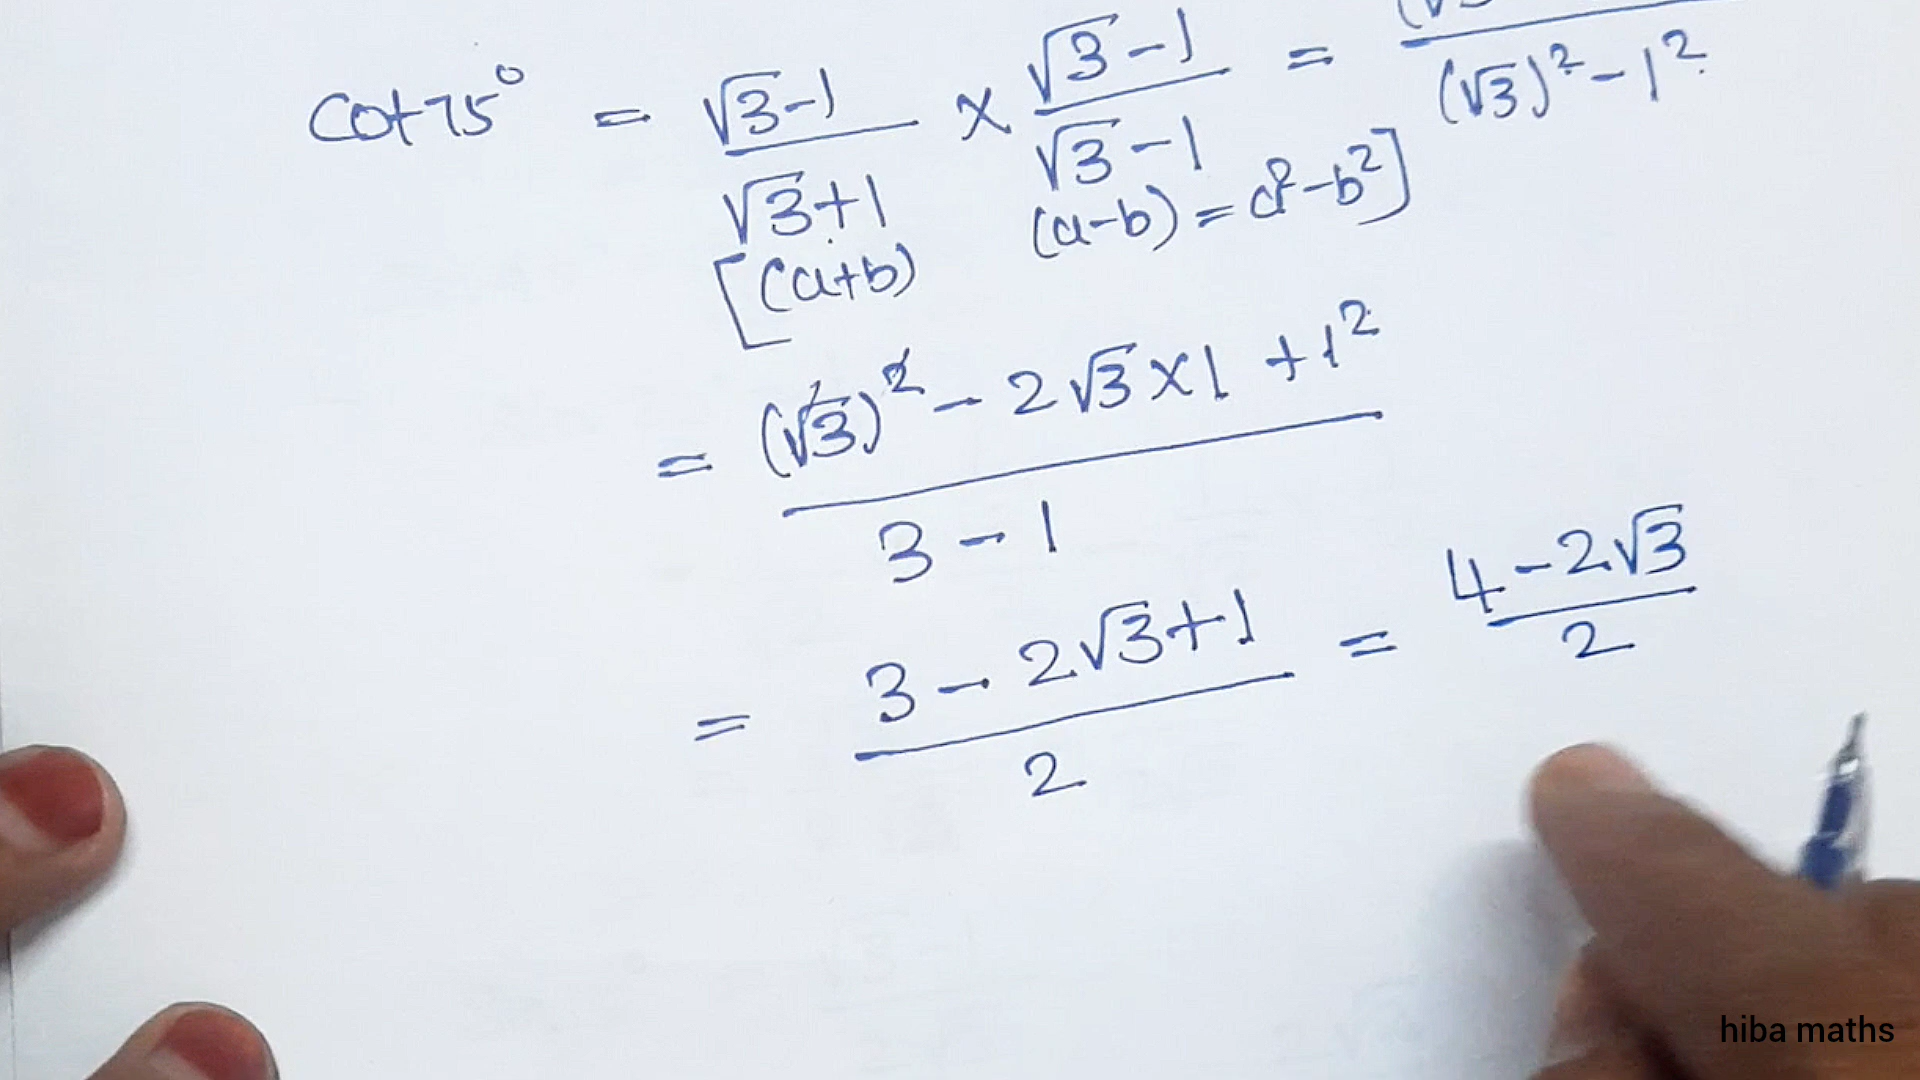 Cot 75° = √3-1 / √3+1 × √3-1 / √3-1 = (√3 / (√3)² - 1²
[(a+b) (a-b) = a² - b²]
= (√3)² - 2√3×1 + 1² / 3 - 1
= 3 - 2√3+1 / 2 = 4 - 2√3 / 2
hiba maths